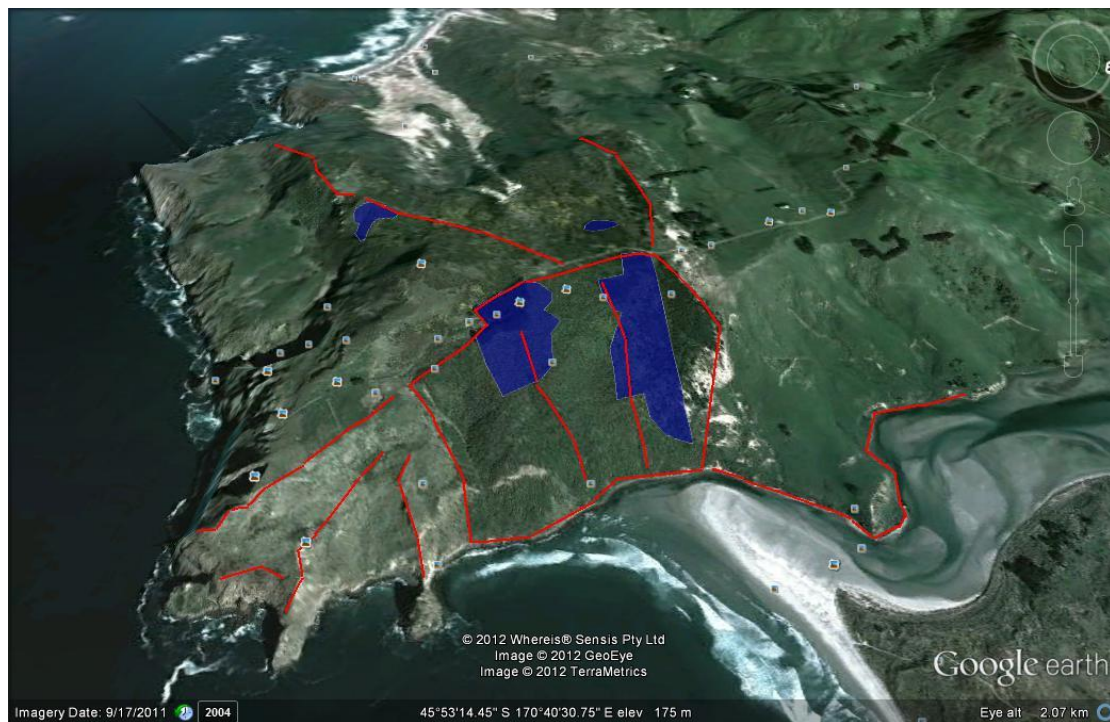 © 2012 Whereis® Sensis Pty Ltd
Image © 2012 GeoEye
Image © 2012 TerraMetrics
Google earth
Imagery Date: 9/17/2011 2004 45°53'14.45" S 170°40'30.75" E elev 175 m Eye alt 2.07 km